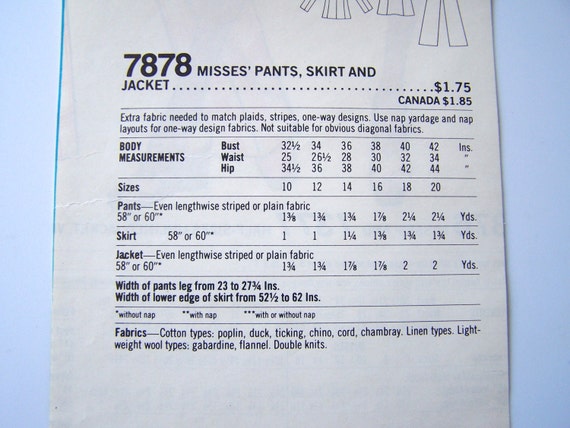 7878 MISSES' PANTS, SKIRT AND
JACKET..............................................$1.75
CANADA $1.85
Extra fabric needed to match plaids, stripes, one-way designs. Use nap yardage and nap
layouts for one-way design fabrics. Not suitable for obvious diagonal fabrics.
BODY Bust 32½ 34 36 38 40 42 Ins.
MEASUREMENTS Waist 25 26½ 28 30 32 34 "
Hip 34½ 36 38 40 42 44 "
Sizes 10 12 14 16 18 20
Pants—Even lengthwise striped or plain fabric
58" or 60"* 1⅜ 1¾ 1¾ 1⅞ 2¼ 2¼ Yds.
Skirt 58" or 60"* 1 1 1¼ 1⅜ 1¾ 1¾ Yds.
Jacket—Even lengthwise striped or plain fabric
58" or 60"* 1¾ 1¾ 1⅞ 1⅞ 2 2 Yds.
Width of pants leg from 23 to 27¾ Ins.
Width of lower edge of skirt from 52½ to 62 Ins.
*without nap **with nap ***with or without nap
Fabrics—Cotton types: poplin, duck, ticking, chino, cord, chambray. Linen types. Light-
weight wool types: gabardine, flannel. Double knits.